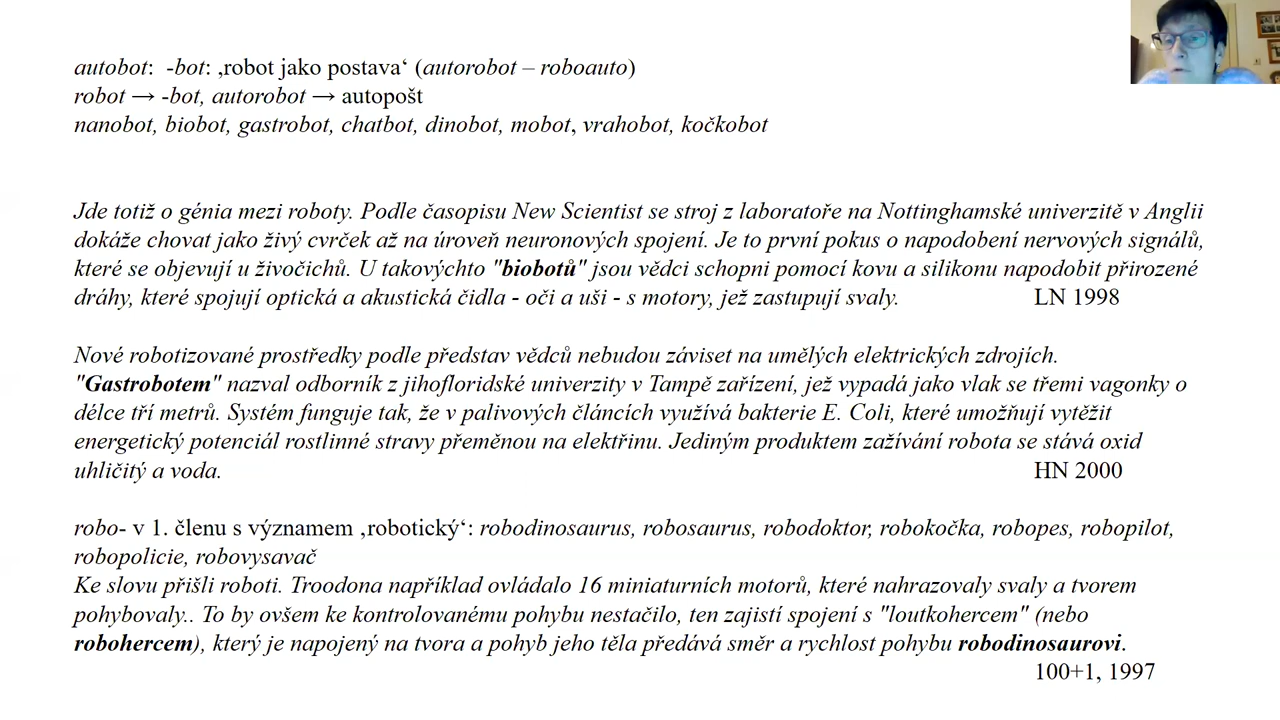 autobot:  -bot: ‚robot jako postava‘ (autorobot – roboauto)
robot → -bot, autorobot → autopošt
nanobot, biobot, gastrobot, chatbot, dinobot, mobot, vrahobot, kočkobot
Jde totiž o génia mezi roboty. Podle časopisu New Scientist se stroj z laboratoře na Nottinghamské univerzitě v Anglii
dokáže chovat jako živý cvrček až na úroveň neuronových spojení. Je to první pokus o napodobení nervových signálů,
které se objevují u živočichů. U takovýchto "biobotů" jsou vědci schopni pomocí kovu a silikonu napodobit přirozené
dráhy, které spojují optická a akustická čidla - oči a uši - s motory, jež zastupují svaly. LN 1998
Nové robotizované prostředky podle představ vědců nebudou záviset na umělých elektrických zdrojích.
"Gastrobotem" nazval odborník z jihofloridské univerzity v Tampě zařízení, jež vypadá jako vlak se třemi vagonky o
délce tří metrů. Systém funguje tak, že v palivových článcích využívá bakterie E. Coli, které umožňují vytěžit
energetický potenciál rostlinné stravy přeměnou na elektřinu. Jediným produktem zažívání robota se stává oxid
uhličitý a voda. HN 2000
robo- v 1. členu s významem ‚robotický‘: robodinosaurus, robosaurus, robodoktor, robokočka, robopes, robopilot,
robopolicie, robovysavač
Ke slovu přišli roboti. Troodona například ovládalo 16 miniaturních motorů, které nahrazovaly svaly a tvorem
pohybovaly.. To by ovšem ke kontrolovanému pohybu nestačilo, ten zajistí spojení s "loutkohercem" (nebo
robohercem), který je napojený na tvora a pohyb jeho těla předává směr a rychlost pohybu robodinosaurovi.
100+1, 1997